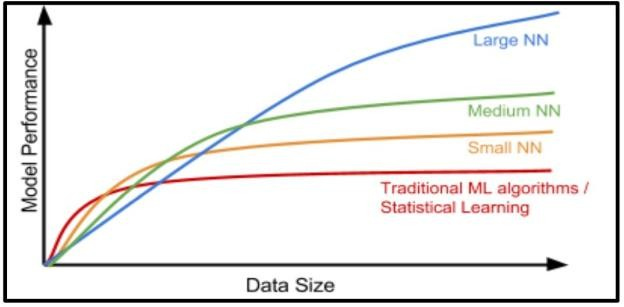 Model Performance
Large NN
Medium NN
Small NN
Traditional ML algorithms /
Statistical Learning
Data Size